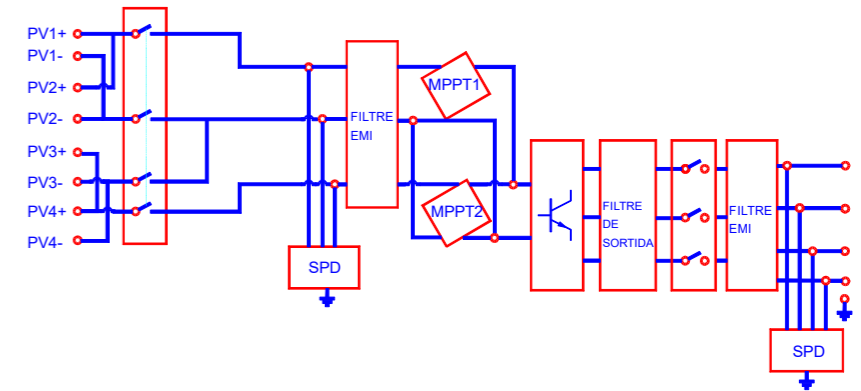 PV1+
PV1-
PV2+
PV2-
PV3+
PV3-
PV4+
PV4-
FILTRE
EMI
SPD
MPPT1
MPPT2
FILTRE
DE
SORTIDA
FILTRE
EMI
SPD